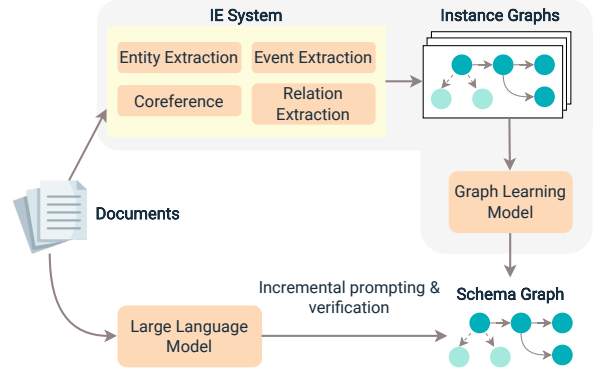 IE System
Instance Graphs
Entity Extraction
Event Extraction
Coreference
Relation
Extraction
Graph Learning
Model
Documents
Incremental prompting &
verification
Schema Graph
Large Language
Model